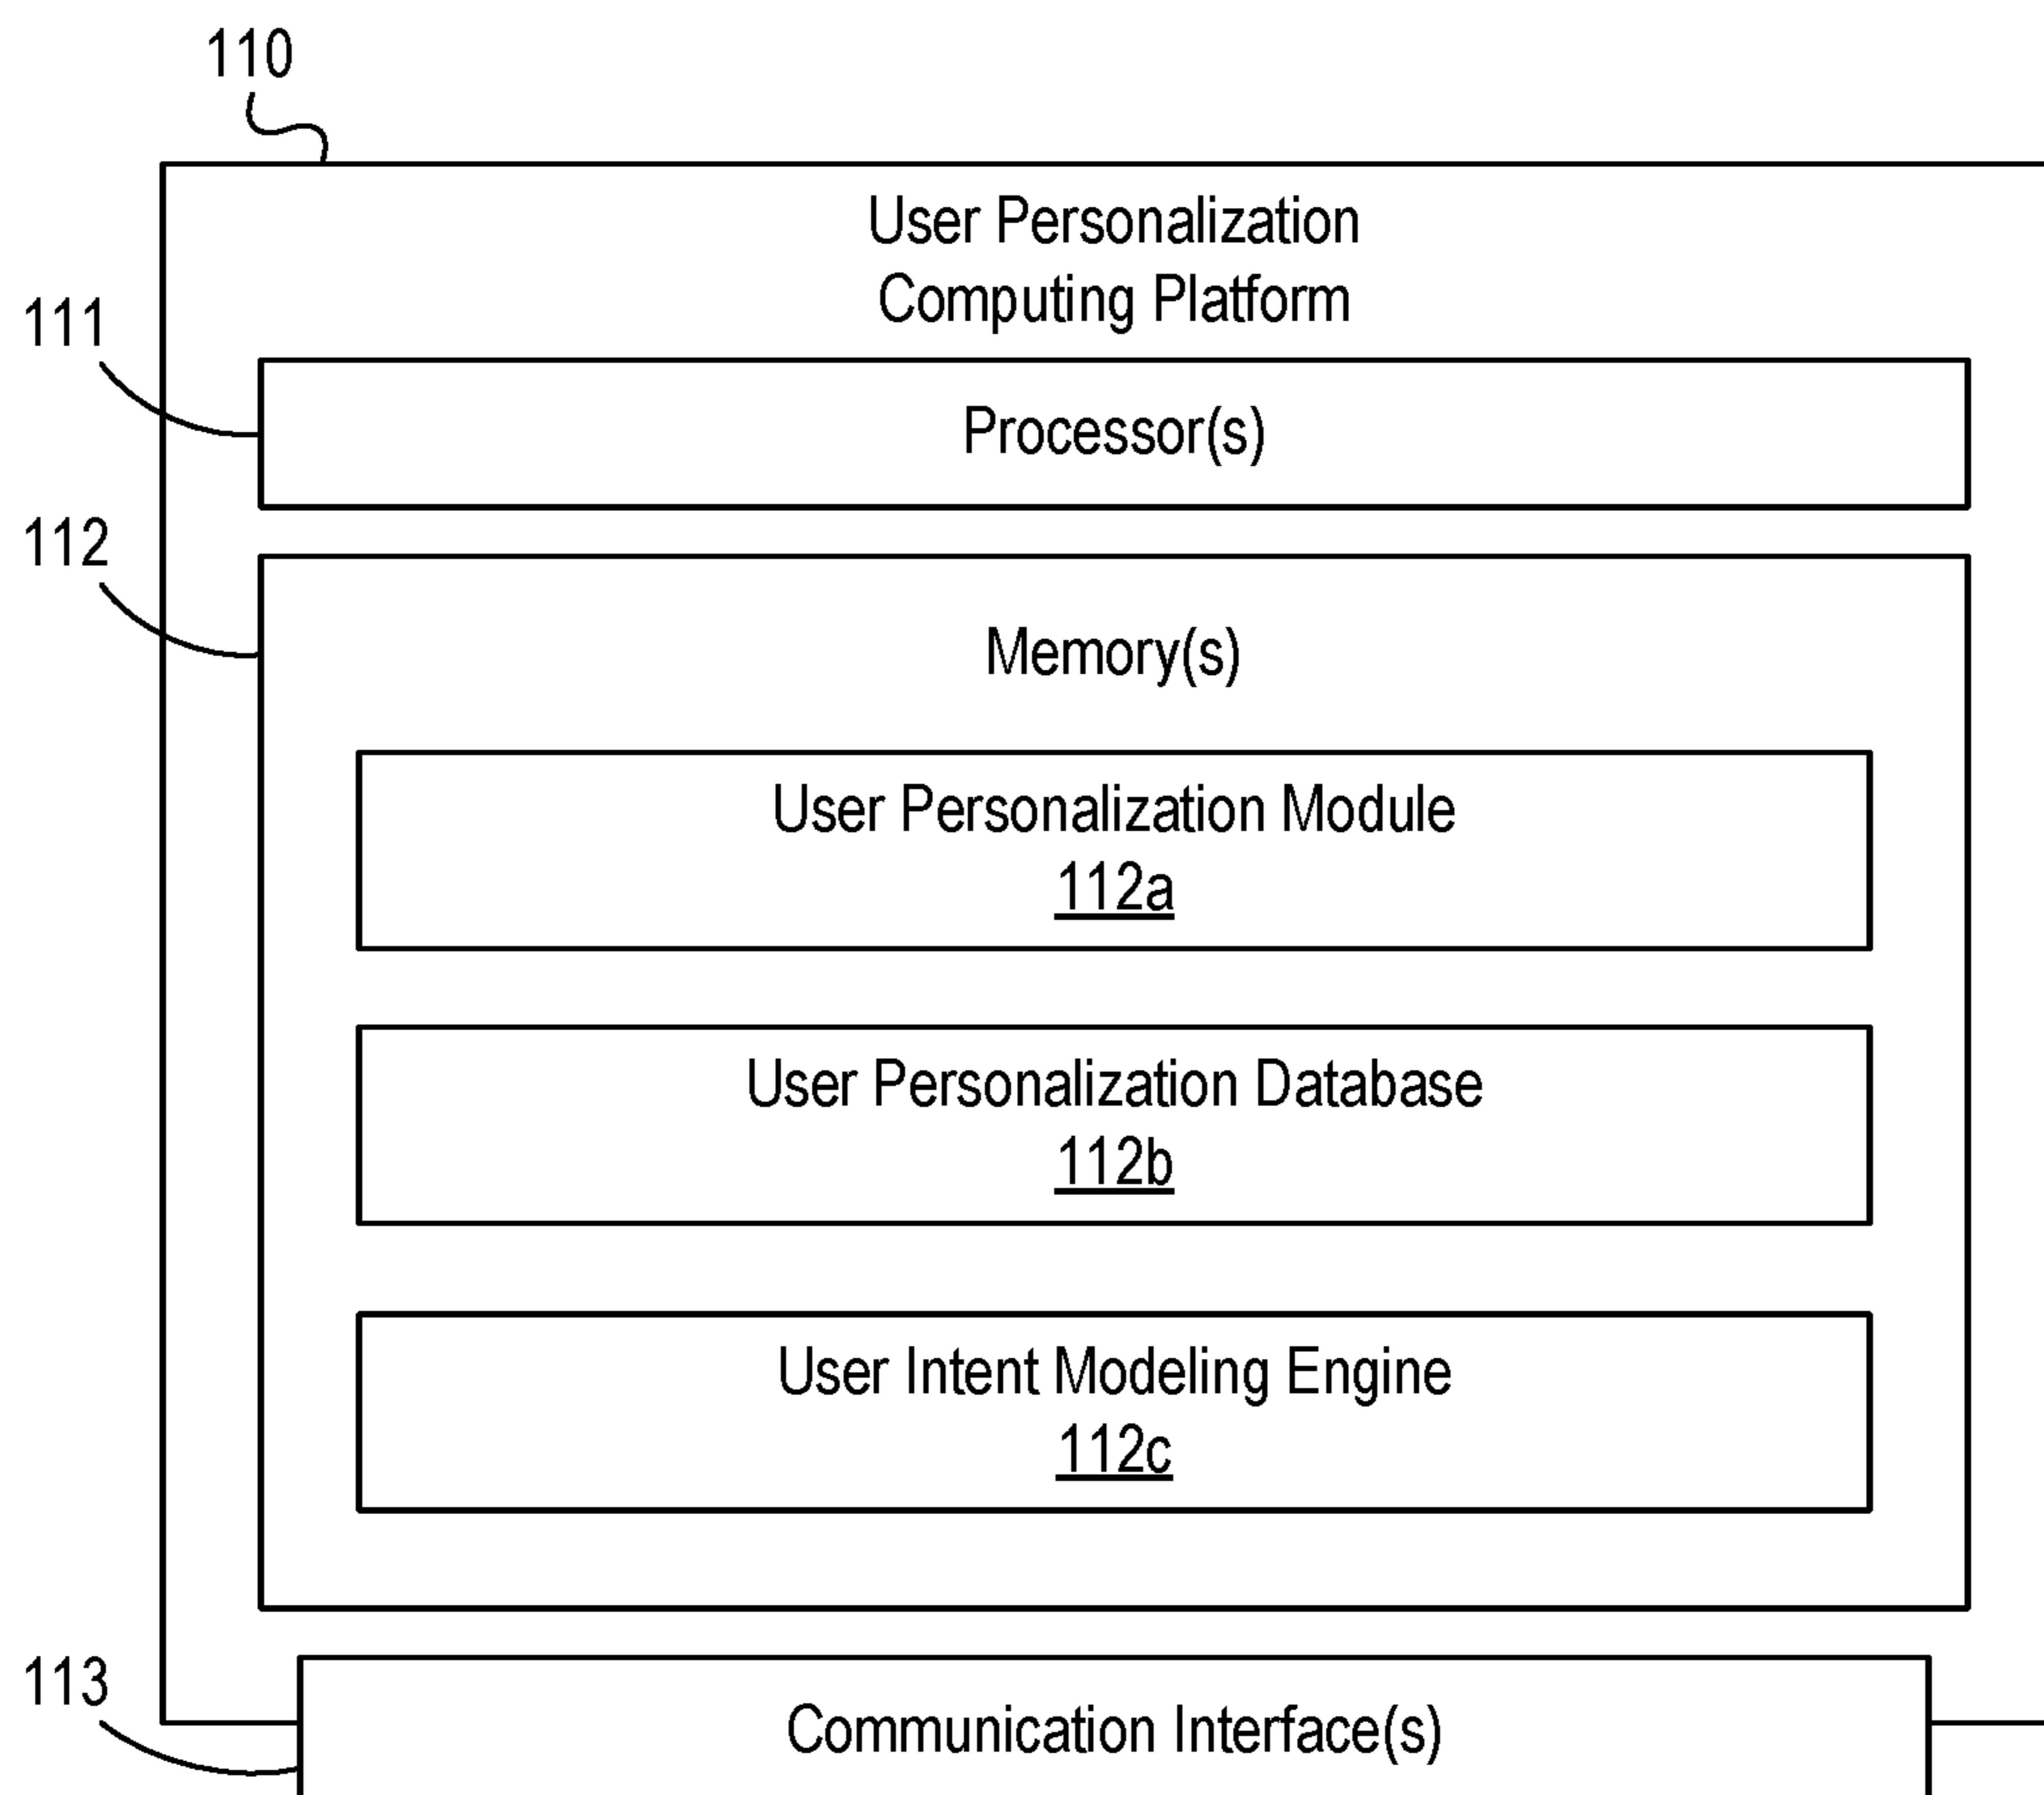 110
User Personalization
Computing Platform
111
Processor(s)
112
Memory(s)
User Personalization Module
112a
User Personalization Database
112b
User Intent Modeling Engine
112c
113
Communication Interface(s)